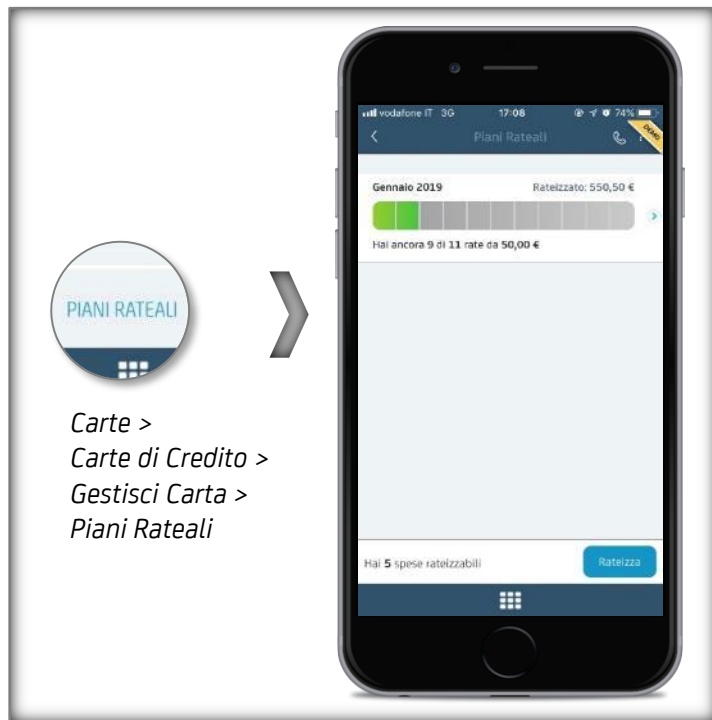 vodafone IT 3G 17:08 74%
Piani Rateali
DEMO
Gennaio 2019 Rateizzato: 550,50 €
Hai ancora 9 di 11 rate da 50,00 €
PIANI RATEALI
Carte >
Carte di Credito >
Gestisci Carta >
Piani Rateali
Hai 5 spese rateizzabili Rateizza